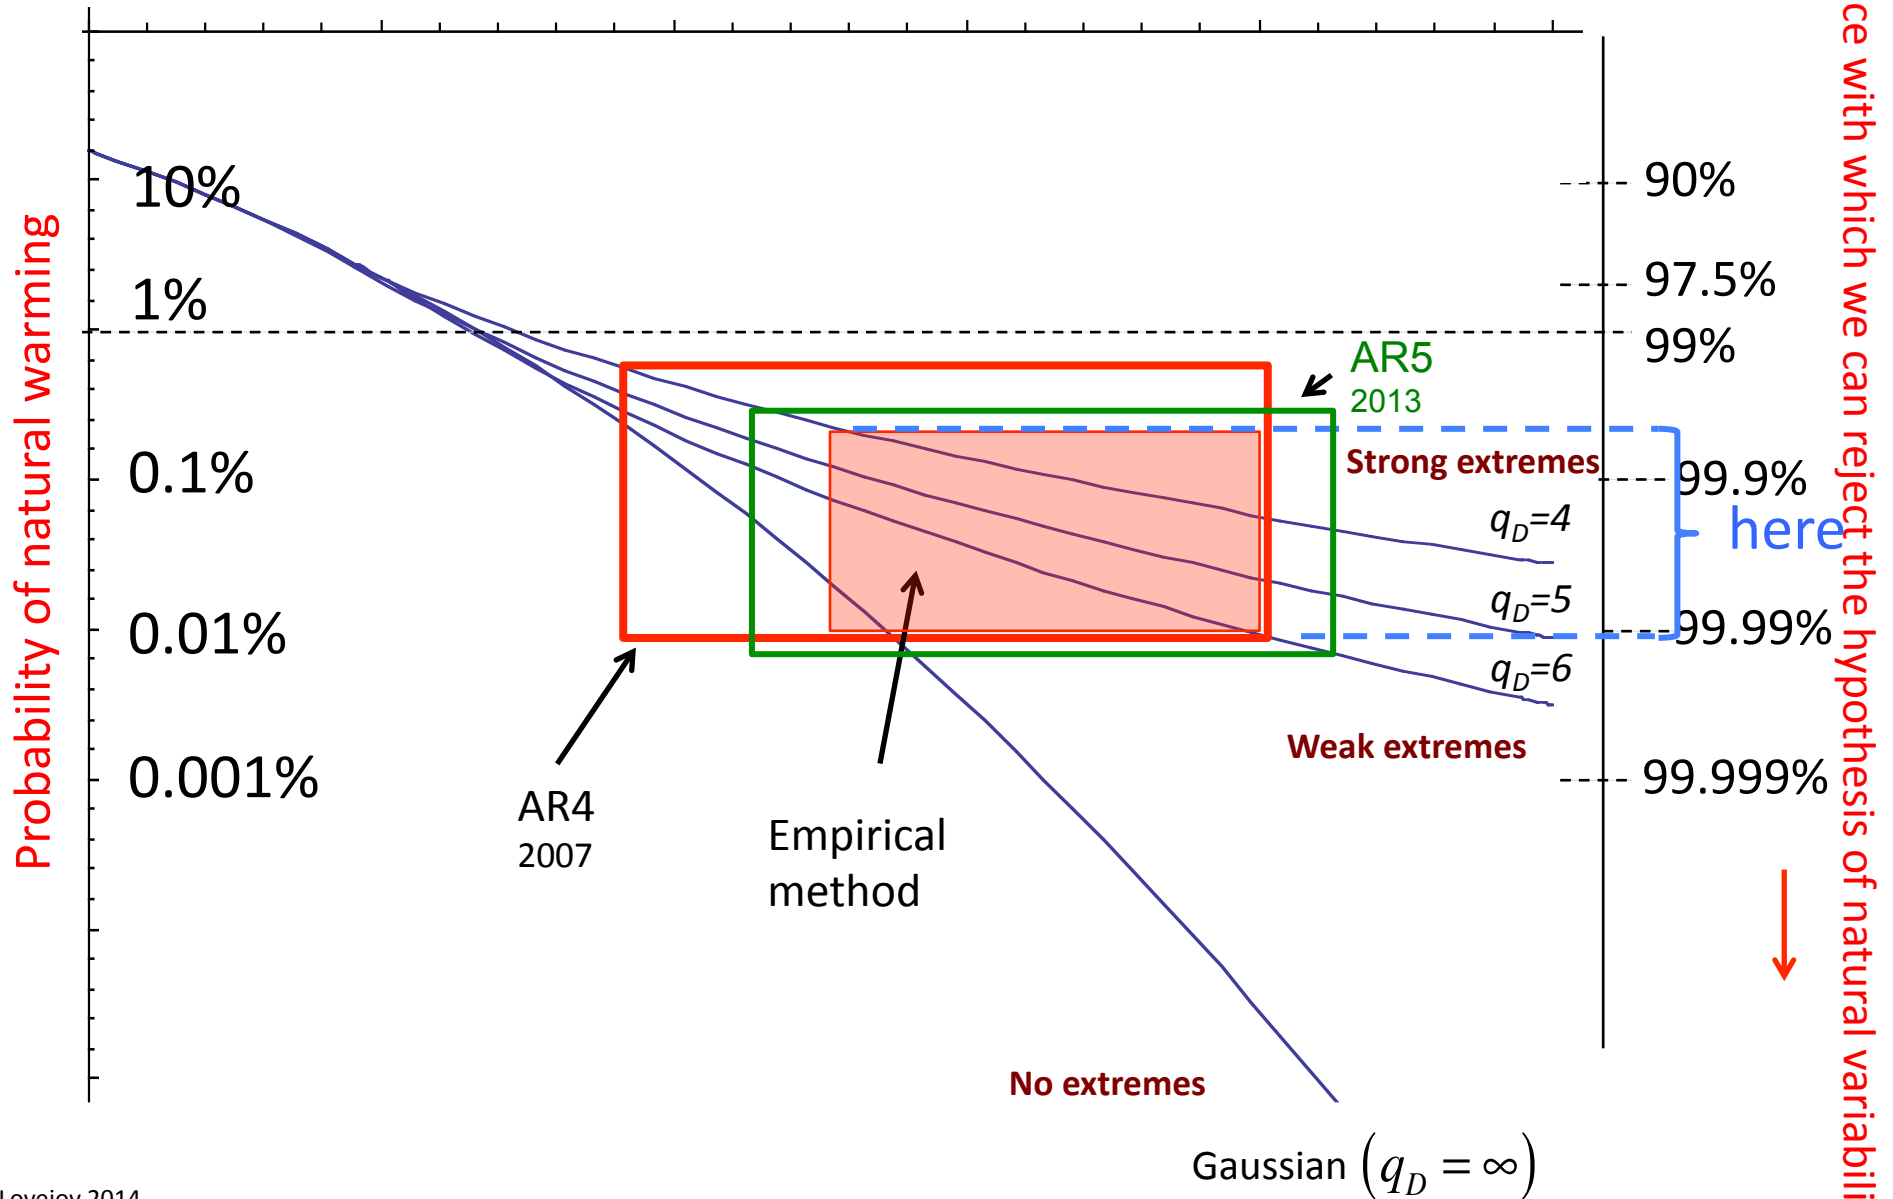 Probability of natural warming
10%
1%
0.1%
0.01%
0.001%
90%
97.5%
99%
99.9%
99.99%
99.999%
here
AR5
2013
Strong extremes
q_D=4
q_D=5
q_D=6
Weak extremes
AR4
2007
Empirical
method
No extremes
Gaussian (q_D = ∞)
with which we can reject the hypothesis of natural
Lovejoy 2014